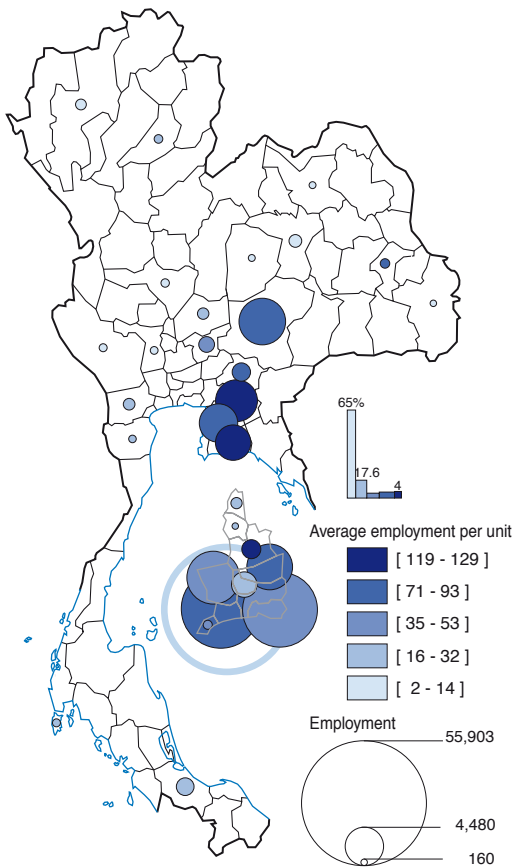 65%
17.6
4
Average employment per unit
[ 119 - 129 ]
[ 71 - 93 ]
[ 35 - 53 ]
[ 16 - 32 ]
[ 2 - 14 ]
Employment
55,903
4,480
160